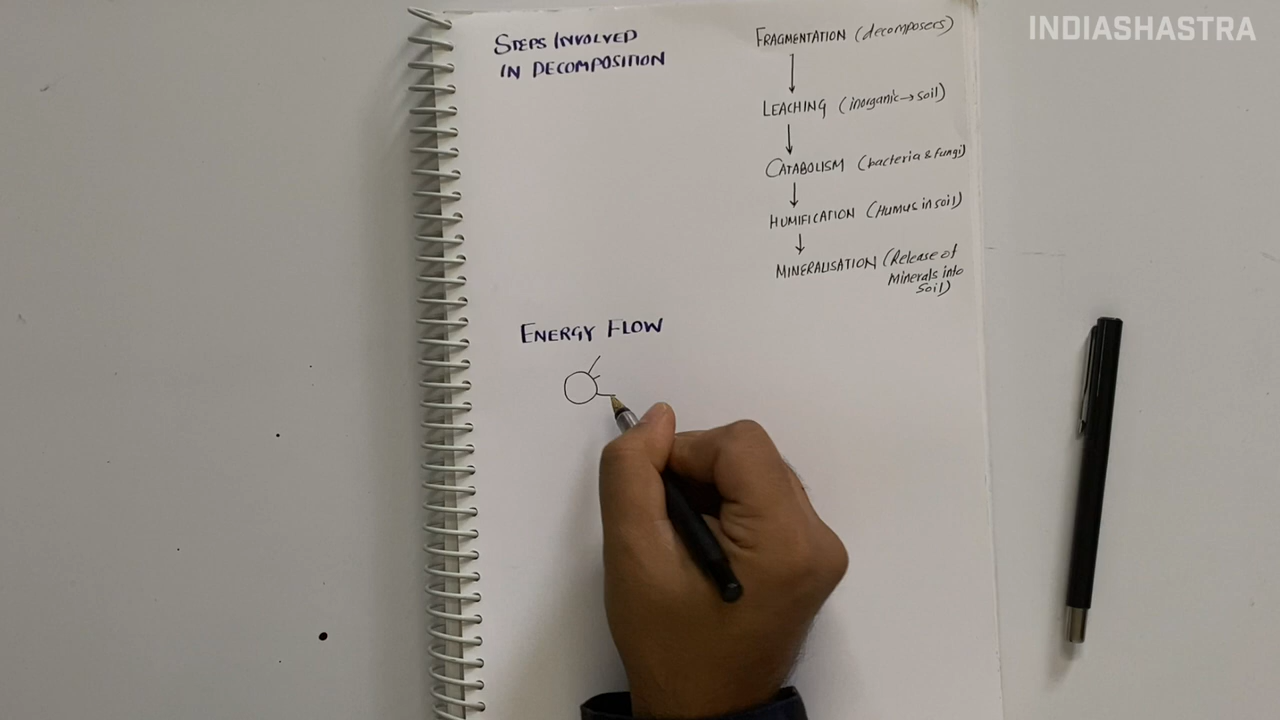 INDIASHASTRA
STEPS INVOLVED
IN DECOMPOSITION
FRAGMENTATION (decomposers)
LEACHING (inorganic→soil)
CATABOLISM (bacteria & fungi)
HUMIFICATION (Humus in soil)
MINERALISATION (Release of
Minerals into
Soil)
ENERGY FLOW